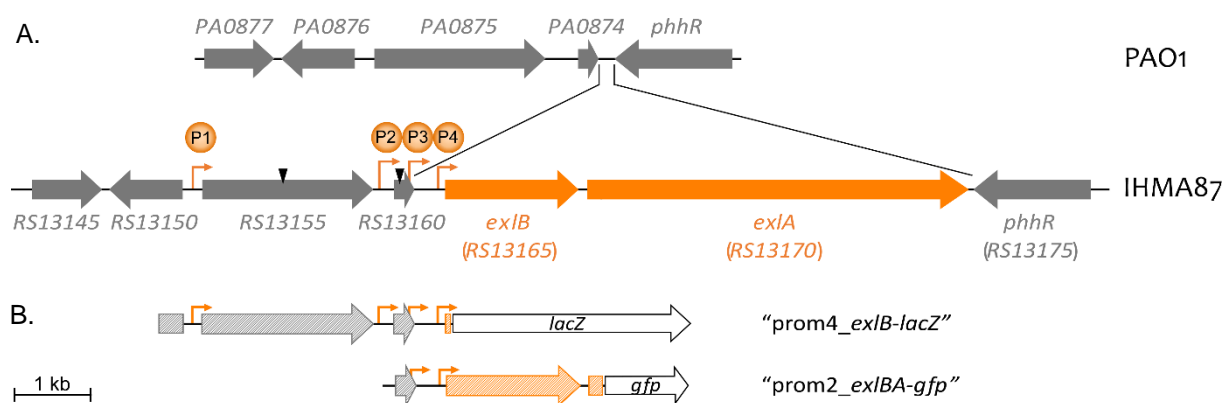 A.
PA0877 PA0876 PA0875 PA0874 phhR
PAO1
P1 P2 P3 P4
IHMA87
RS13145 RS13150 RS13155 RS13160 exlB exlA phhR
(RS13165) (RS13170) (RS13175)
B.
lacZ "prom4_exlB-lacZ"
1 kb gfp "prom2_exlBA-gfp"